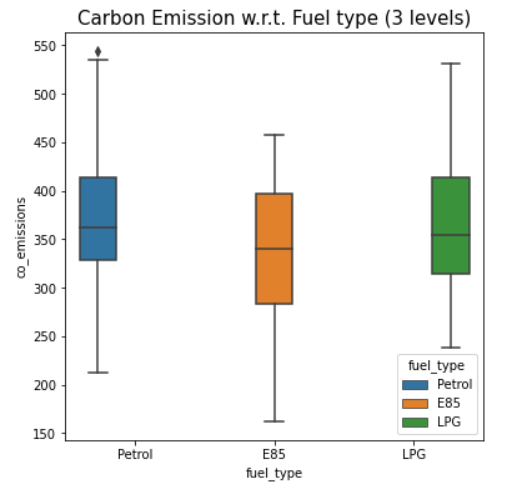 Carbon Emission w.r.t. Fuel type (3 levels)
550
500
450
400
350
300
250
200
150
co_emissions
fuel_type
Petrol
E85
LPG
Petrol E85 LPG
fuel_type